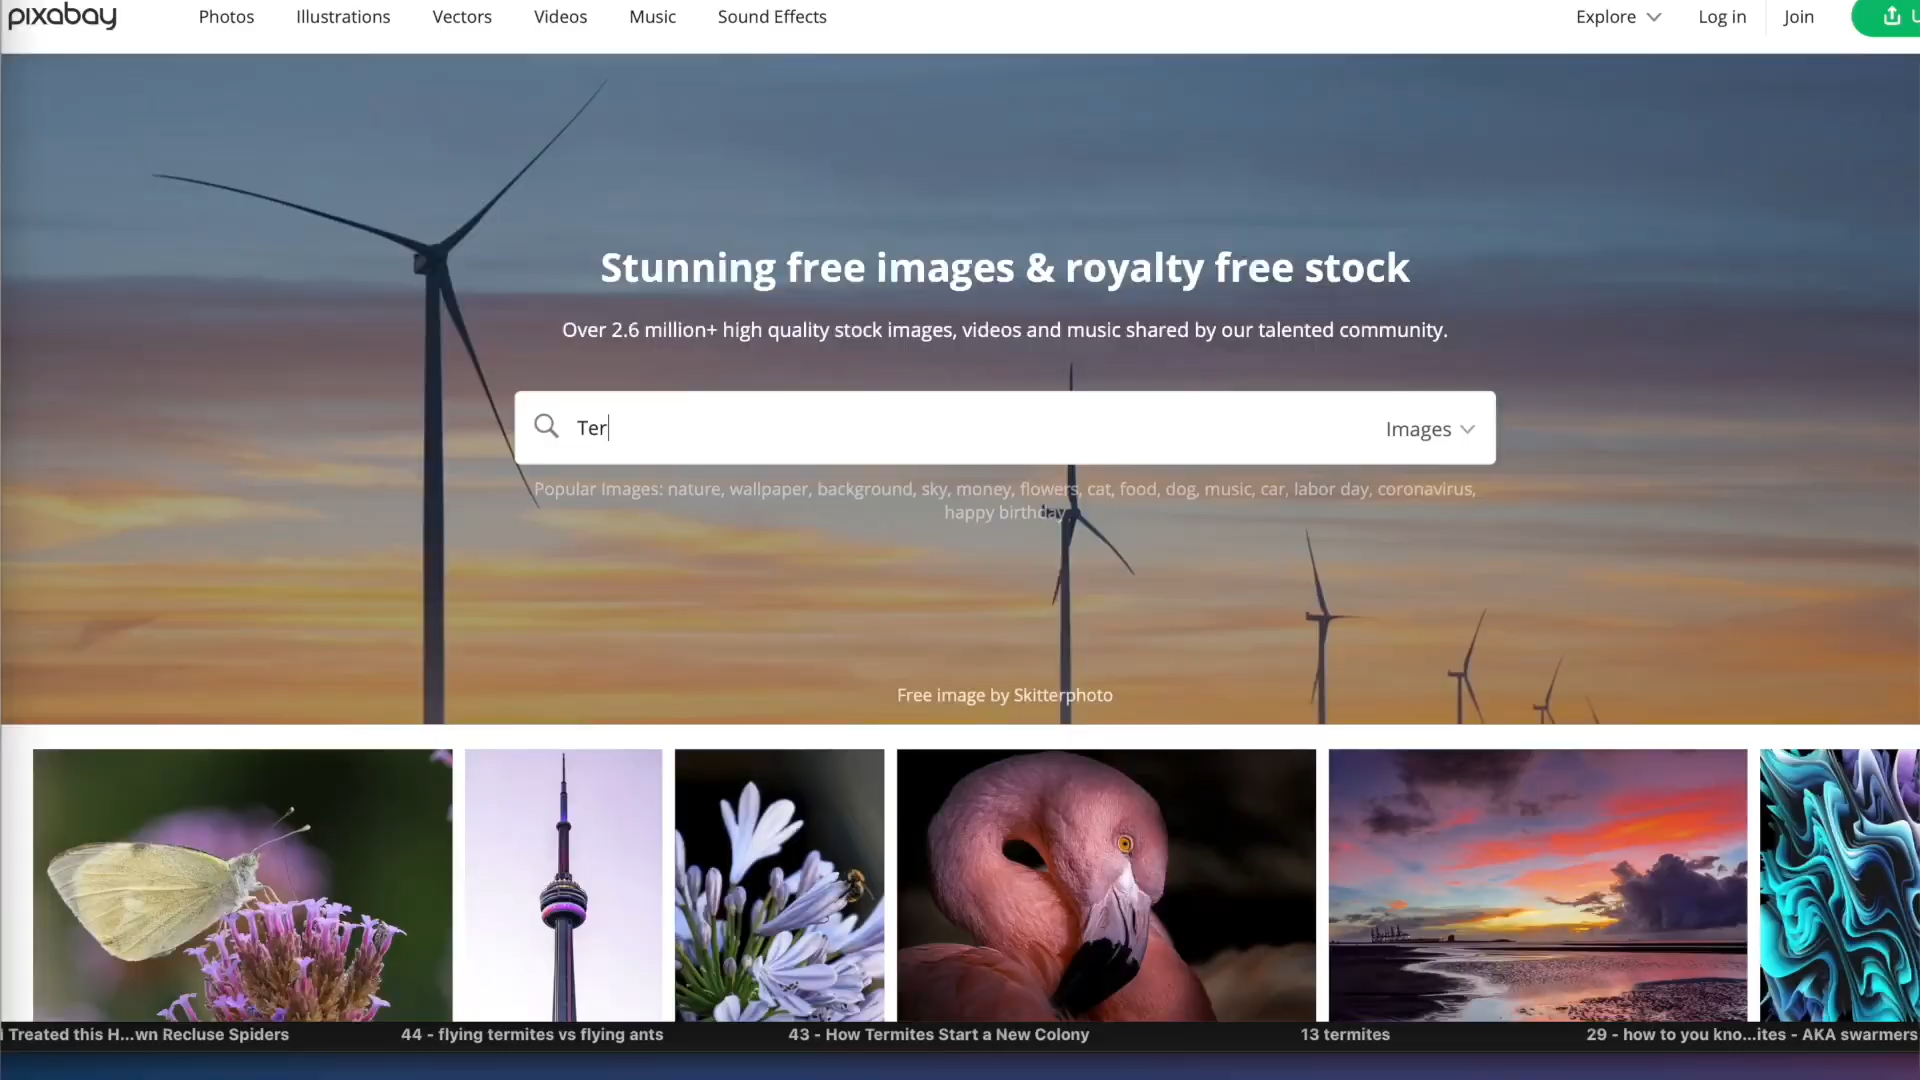 pixabay
Photos Illustrations Vectors Videos Music Sound Effects
Explore Log in Join
Stunning free images & royalty free stock
Over 2.6 million+ high quality stock images, videos and music shared by our talented community.
Ter
Images
Popular Images: nature, wallpaper, background, sky, money, flowers, cat, food, dog, music, car, labor day, coronavirus,
happy birthday
Free image by Skitterphoto
Treated this H...wn Recluse Spiders 44 - flying termites vs flying ants 43 - How Termites Start a New Colony 13 termites 29 - how to you kno...ites - AKA swarmers